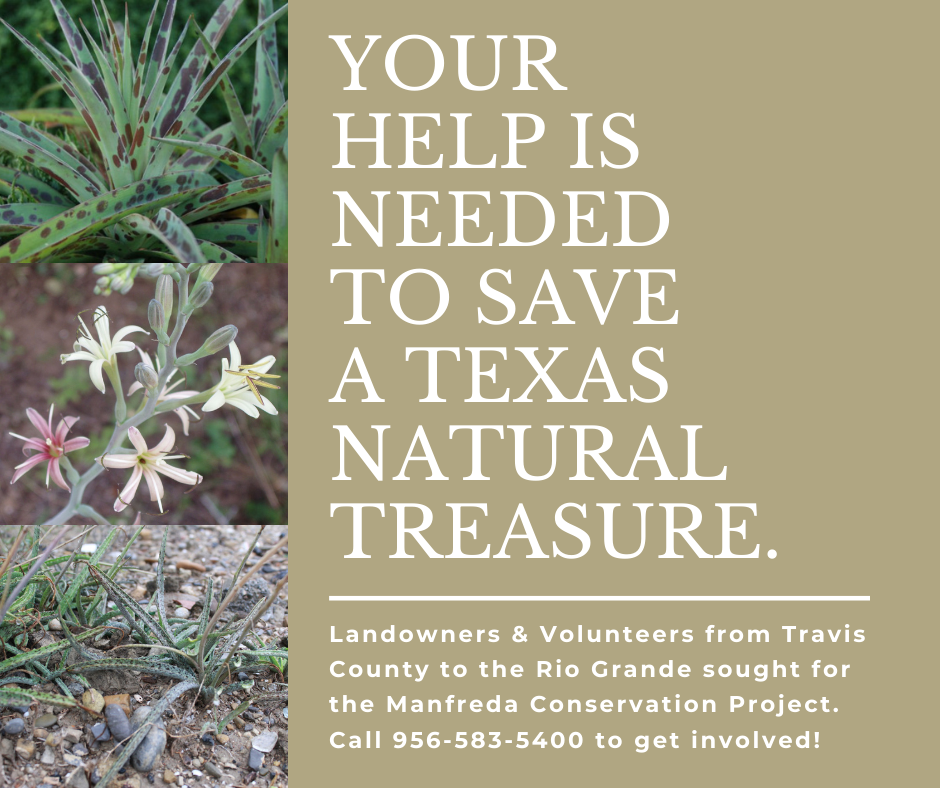 YOUR
HELP IS
NEEDED
TO SAVE
A TEXAS
NATURAL
TREASURE.
Landowners & Volunteers from Travis
County to the Rio Grande sought for
the Manfreda Conservation Project.
Call 956-583-5400 to get involved!